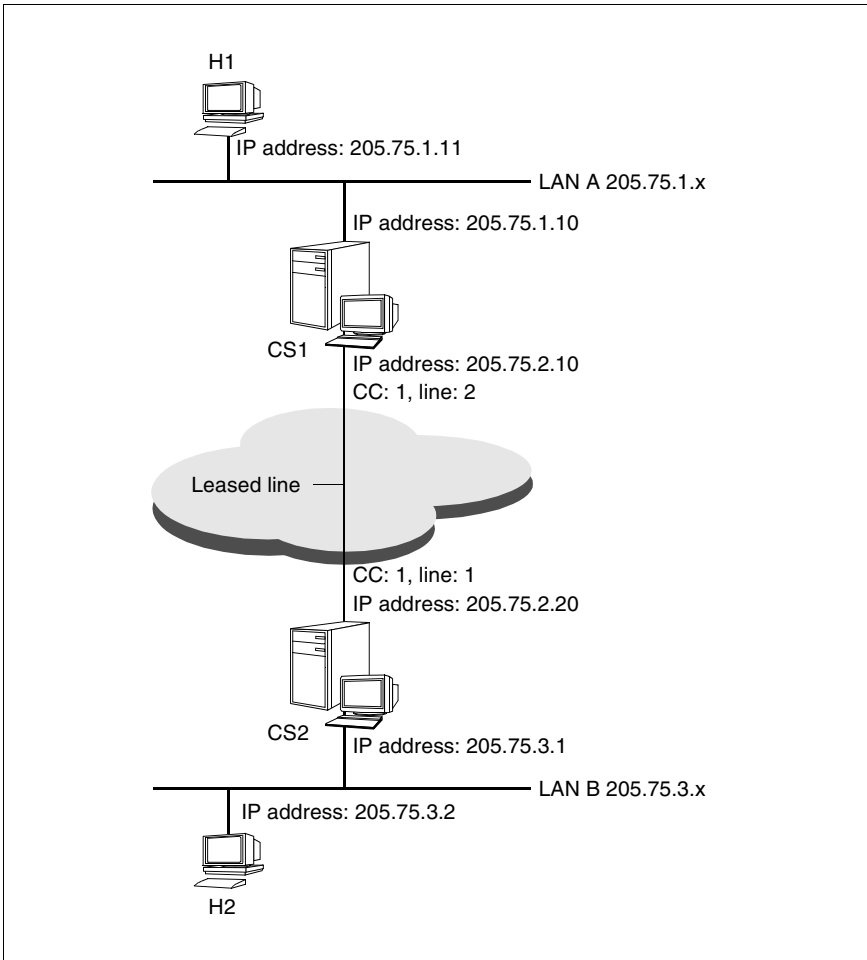 H1
IP address: 205.75.1.11
LAN A 205.75.1.x
IP address: 205.75.1.10
CS1
IP address: 205.75.2.10
CC: 1, line: 2
Leased line
CC: 1, line: 1
IP address: 205.75.2.20
CS2
IP address: 205.75.3.1
LAN B 205.75.3.x
IP address: 205.75.3.2
H2